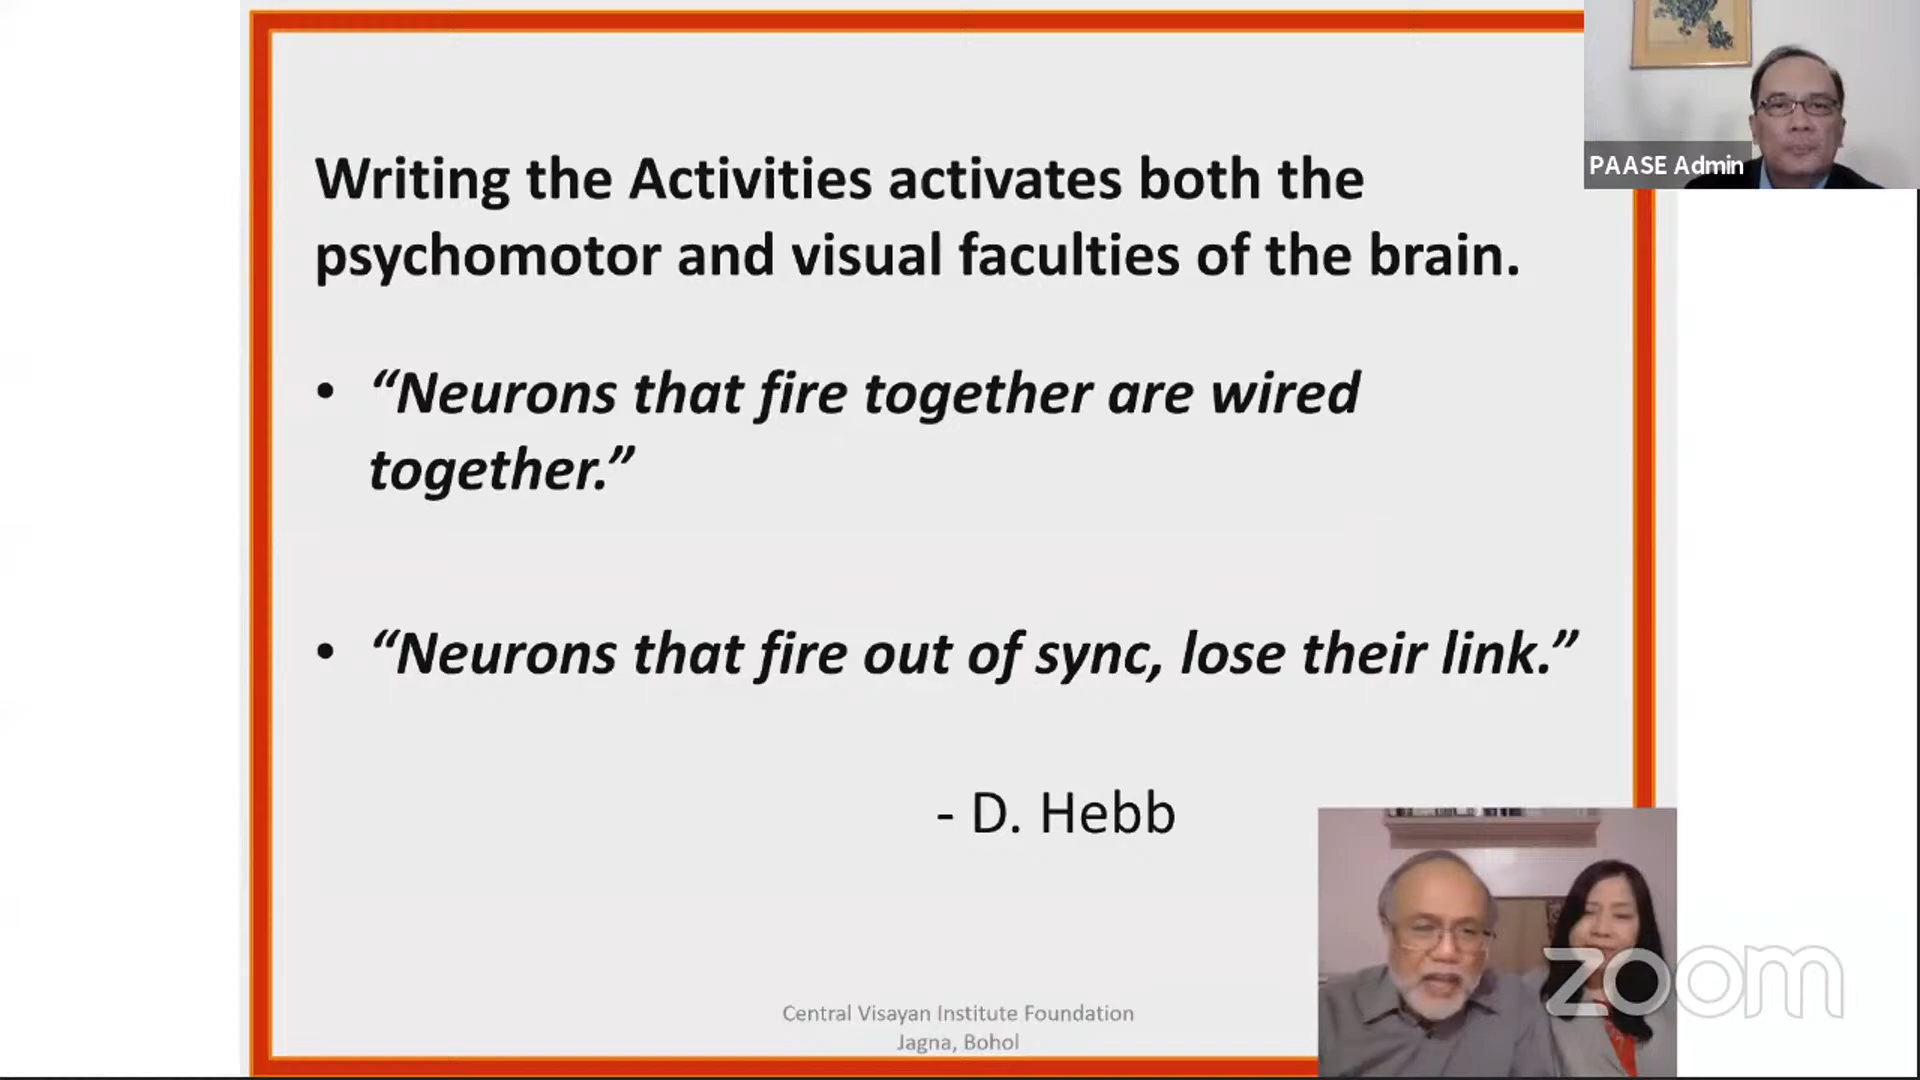 PAASE Admin
Writing the Activities activates both the
psychomotor and visual faculties of the brain.
• “Neurons that fire together are wired
together.”
• “Neurons that fire out of sync, lose their link.”
- D. Hebb
Central Visayan Institute Foundation
Jagna, Bohol
zoom